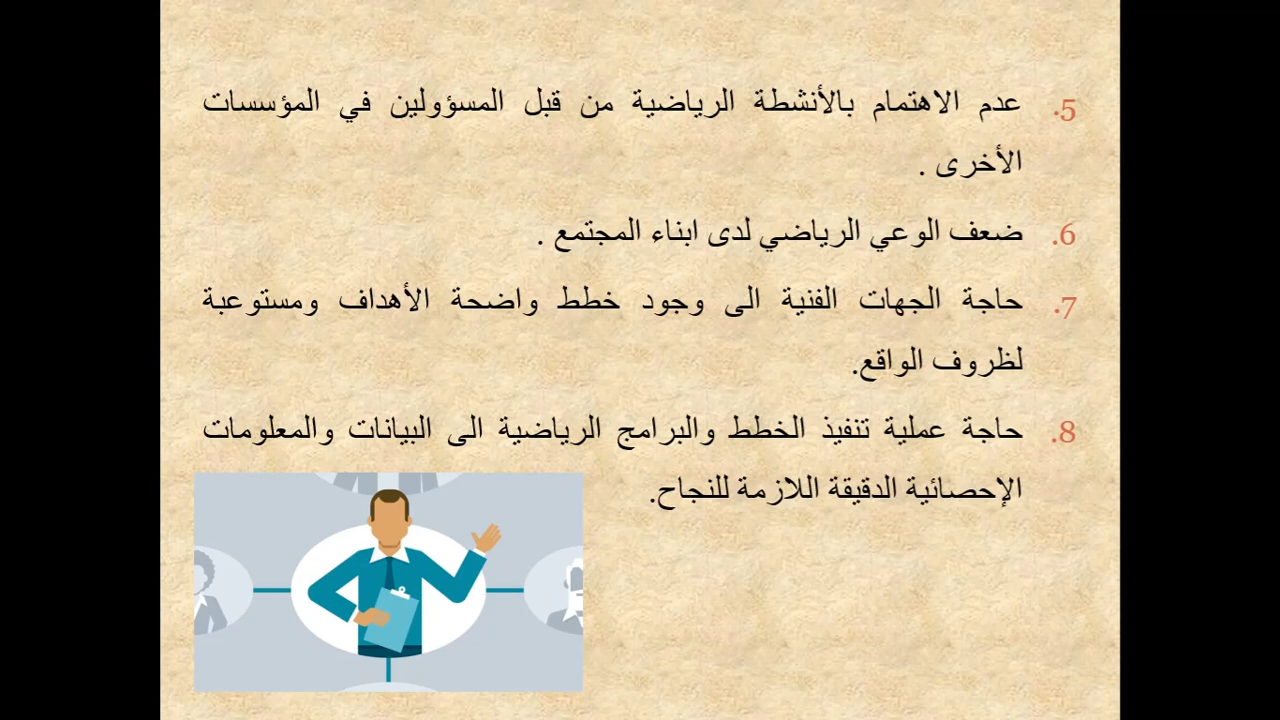 5. عدم الاهتمام بالأنشطة الرياضية من قبل المسؤولين في المؤسسات
الأخرى .
6. ضعف الوعي الرياضي لدى ابناء المجتمع .
7. حاجة الجهات الفنية الى وجود خطط واضحة الأهداف ومستوعبة
لظروف الواقع.
8. حاجة عملية تنفيذ الخطط والبرامج الرياضية الى البيانات والمعلومات
الإحصائية الدقيقة اللازمة للنجاح.